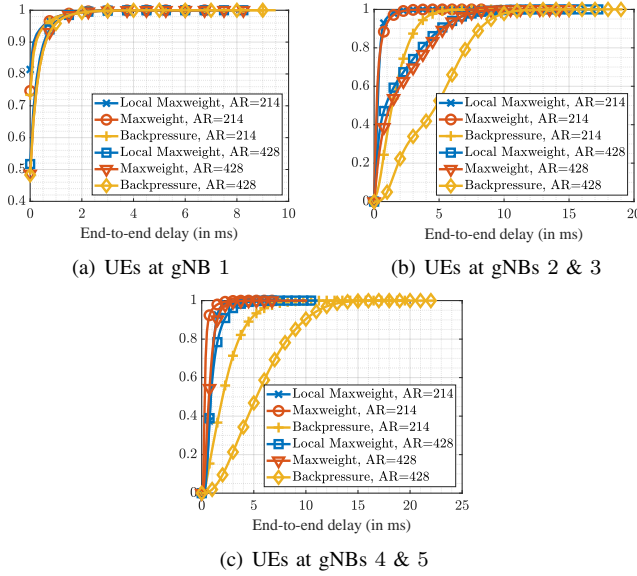 1
0.9
0.8
0.7
0.6
0.5
0.4
0 2 4 6 8 10
Local Maxweight, AR=214
Maxweight, AR=214
Backpressure, AR=214
Local Maxweight, AR=428
Maxweight, AR=428
Backpressure, AR=428
End-to-end delay (in ms)
(a) UEs at gNB 1
1
0.8
0.6
0.4
0.2
0
0 5 10 15 20
Local Maxweight, AR=214
Maxweight, AR=214
Backpressure, AR=214
Local Maxweight, AR=428
Maxweight, AR=428
Backpressure, AR=428
End-to-end delay (in ms)
(b) UEs at gNBs 2 & 3
1
0.8
0.6
0.4
0.2
0
0 5 10 15 20 25
Local Maxweight, AR=214
Maxweight, AR=214
Backpressure, AR=214
Local Maxweight, AR=428
Maxweight, AR=428
Backpressure, AR=428
End-to-end delay (in ms)
(c) UEs at gNBs 4 & 5